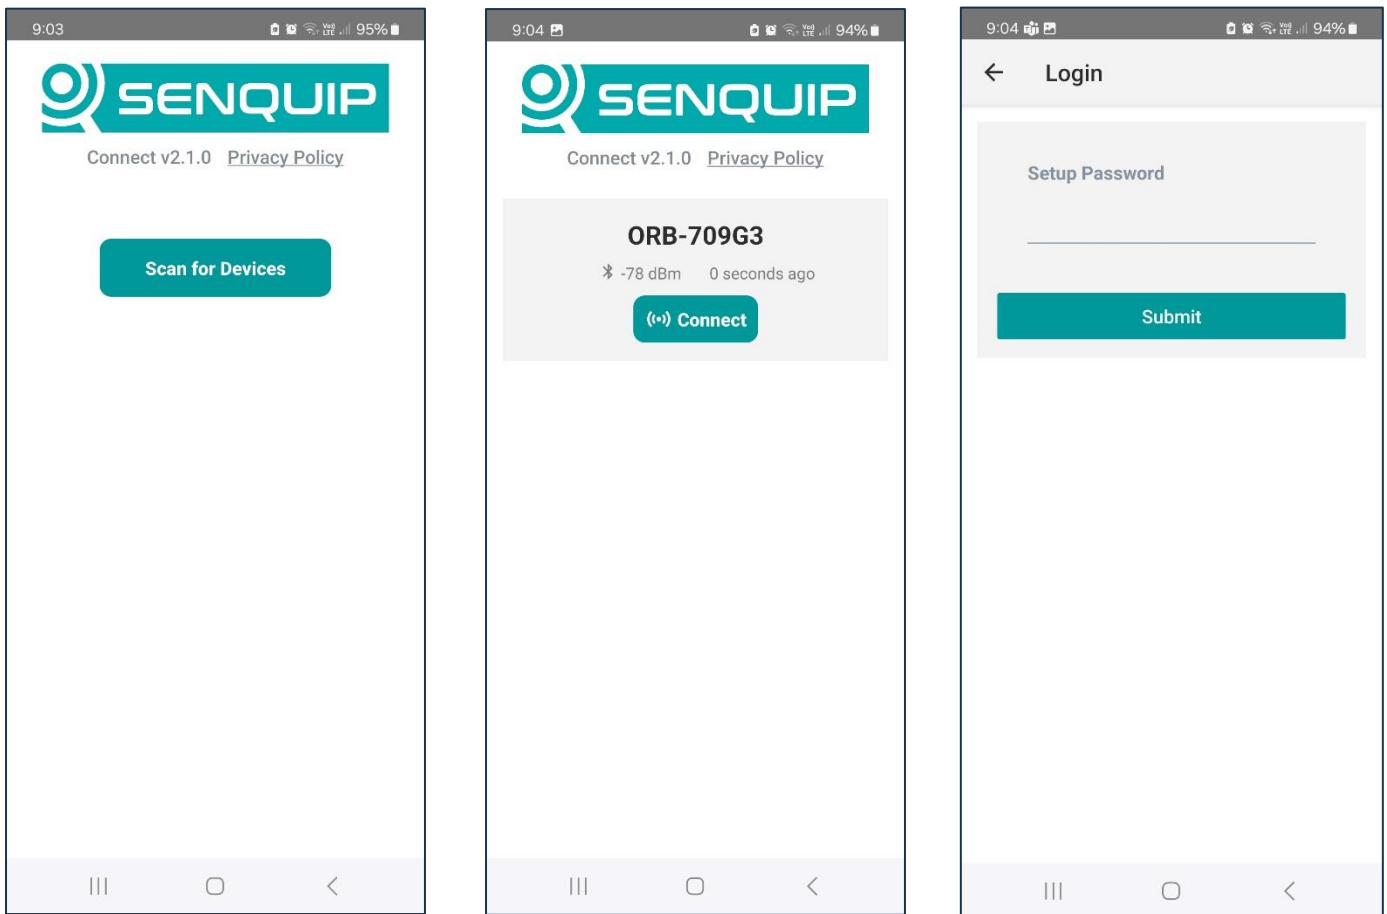 9:03 95%
SENQUIP
Connect v2.1.0 Privacy Policy
Scan for Devices
9:04 94%
SENQUIP
Connect v2.1.0 Privacy Policy
ORB-709G3
-78 dBm 0 seconds ago
Connect
9:04 94%
Login
Setup Password
Submit